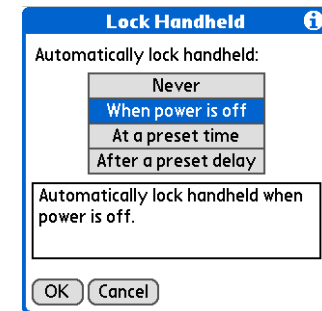 Lock Handheld
Automatically lock handheld:
Never
When power is off
At a preset time
After a preset delay
Automatically lock handheld when
power is off.
OK Cancel